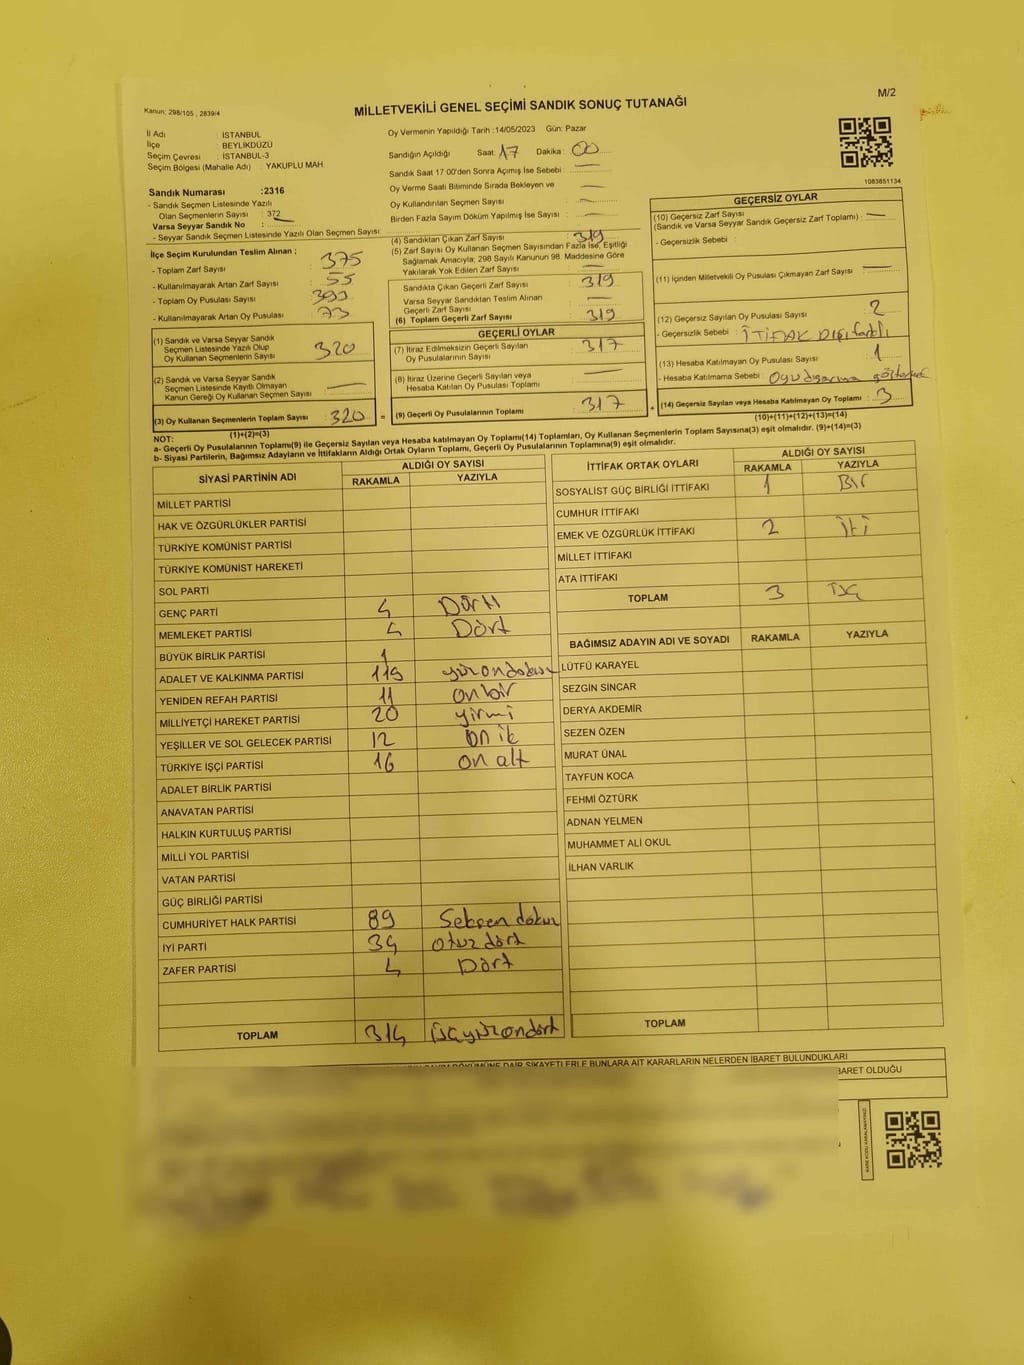 Kanun: 298/105 , 2839/4
MİLLETVEKİLİ GENEL SEÇİMİ SANDIK SONUÇ TUTANAĞI
M/2
İl Adı : İSTANBUL
İlçe : BEYLİKDÜZÜ
Seçim Çevresi : İSTANBUL-3
Seçim Bölgesi (Mahalle Adı) : YAKUPLU MAH.
Sandık Numarası :2316
- Sandık Seçmen Listesinde Yazılı
Olan Seçmenlerin Sayısı : 372
Varsa Seyyar Sandık No :
- Seyyar Sandık Seçmen Listesinde Yazılı Olan Seçmen Sayısı:
Oy Vermenin Yapıldığı Tarih :14/05/2023 Gün: Pazar
Sandığın Açıldığı Saat: 17 Dakika : 00
Sandık Saat 17:00'den Sonra Açımış İse Sebebi : —
Oy Verme Saati Bitiminde Sırada Bekleyen ve
Oy Kullandırılan Seçmen Sayısı : —
Birden Fazla Sayım Döküm Yapılmış İse Sayısı : —
1083851134
İlçe Seçim Kurulundan Teslim Alınan ;
- Toplam Zarf Sayısı : 375
- Kullanılmayarak Artan Zarf Sayısı : 55
- Toplam Oy Pusulası Sayısı : 393
- Kullanılmayarak Artan Oy Pusulası : 73
(1) Sandık ve Varsa Seyyar Sandık
Seçmen Listesinde Yazılı Olup
Oy Kullanan Seçmenlerin Sayısı : 320
(2) Sandık ve Varsa Seyyar Sandık
Seçmen Listesinde Kayıtlı Olmayan
Kanun Gereği Oy Kullanan Seçmen Sayısı : —
(3) Oy Kullanan Seçmenlerin Toplam Sayısı : 320 =
(1)+(2)=(3)
(4) Sandıktan Çıkan Zarf Sayısı : 319
(5) Zarf Sayısı Oy Kullanan Seçmen Sayısından Fazla İse, Eşitliği
Sağlamak Amacıyla; 298 Sayılı Kanunun 98. Maddesine Göre
Yakılarak Yok Edilen Zarf Sayısı : —
Sandıkta Çıkan Geçerli Zarf Sayısı : 319
Varsa Seyyar Sandıktan Teslim Alınan
Geçerli Zarf Sayısı : —
(6) Toplam Geçerli Zarf Sayısı : 319
GEÇERLİ OYLAR
(7) İtiraz Edilmeksizin Geçerli Sayılan
Oy Pusulalarının Sayısı : 317
(8) İtiraz Üzerine Geçerli Sayılan veya
Hesaba Katılan Oy Pusulası Toplamı : —
(9) Geçerli Oy Pusulalarının Toplamı : 317 +
GEÇERSİZ OYLAR
(10) Geçersiz Zarf Sayısı
(Sandık ve Varsa Seyyar Sandık Geçersiz Zarf Toplamı) : —
- Geçersizlik Sebebi :
(11) İçinden Milletvekili Oy Pusulası Çıkmayan Zarf Sayısı : —
(12) Geçersiz Sayılan Oy Pusulası Sayısı : 2
- Geçersizlik Sebebi : İTİFAK DIŞI farklı
(13) Hesaba Katılmayan Oy Pusulası Sayısı : 1
- Hesaba Katılmama Sebebi :
(14) Geçersiz Sayılan veya Hesaba Katılmayan Oy Toplamı : 3
(10)+(11)+(12)+(13)=(14)
NOT:
a- Geçerli Oy Pusulalarının Toplamı(9) ile Geçersiz Sayılan veya Hesaba katılmayan Oy Toplamı(14) Toplamları, Oy Kullanan Seçmenlerin Toplam Sayısına(3) eşit olmalıdır. (9)+(14)=(3)
b- Siyasi Partilerin, Bağımsız Adayların ve İttifakların Aldığı Ortak Oyların Toplamı, Geçerli Oy Pusulalarının Toplamına(9) eşit olmalıdır.
SİYASİ PARTİNİN ADI ALDIĞI OY SAYISI
RAKAMLA YAZIYLA
MİLLET PARTİSİ
HAK VE ÖZGÜRLÜKLER PARTİSİ
TÜRKİYE KOMÜNİST PARTİSİ
TÜRKİYE KOMÜNİST HAREKETİ
SOL PARTİ
GENÇ PARTİ 4 Dört
MEMLEKET PARTİSİ 4 Dört
BÜYÜK BİRLİK PARTİSİ 1
ADALET VE KALKINMA PARTİSİ 119 yüzondokuz
YENİDEN REFAH PARTİSİ 11 onbir
MİLLİYETÇİ HAREKET PARTİSİ 20 yirmi
YEŞİLLER VE SOL GELECEK PARTİSİ 12 on ik
TÜRKİYE İŞÇİ PARTİSİ 16 on alt
ADALET BİRLİK PARTİSİ
ANAVATAN PARTİSİ
HALKIN KURTULUŞ PARTİSİ
MİLLİ YOL PARTİSİ
VATAN PARTİSİ
GÜÇ BİRLİĞİ PARTİSİ
CUMHURİYET HALK PARTİSİ 89 Seksen dokuz
İYİ PARTİ 34 otuz dört
ZAFER PARTİSİ 4 Dört
TOPLAM 314 üçyüzondört
İTTİFAK ORTAK OYLARI ALDIĞI OY SAYISI
RAKAMLA YAZIYLA
SOSYALİST GÜÇ BİRLİĞİ İTTİFAKI 1 Bir
CUMHUR İTTİFAKI
EMEK VE ÖZGÜRLÜK İTTİFAKI 2 iki
MİLLET İTTİFAKI
ATA İTTİFAKI
TOPLAM 3 üç
BAĞIMSIZ ADAYIN ADI VE SOYADI RAKAMLA YAZIYLA
LÜTFÜ KARAYEL
SEZGİN SİNCAR
DERYA AKDEMİR
SEZEN ÖZEN
MURAT ÜNAL
TAYFUN KOCA
FEHMİ ÖZTÜRK
ADNAN YELMEN
MUHAMMET ALİ OKUL
İLHAN VARLIK
TOPLAM
DÖKÜMÜNE DAİR ŞİKAYETLERLE BUNLARA AİT KARARLARIN NELERDEN İBARET BULUNDUKLARI
BARET OLDUĞU